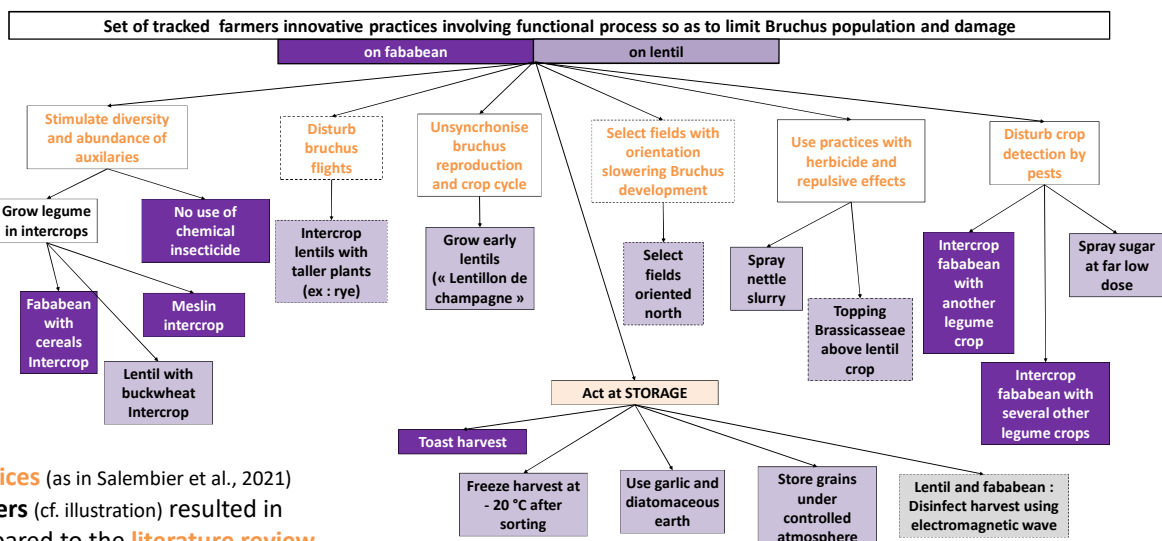 Set of tracked farmers innovative practices involving functional process so as to limit Bruchus population and damage
on fababean
on lentil
Stimulate diversity
and abundance of
auxilaries
Disturb
bruchus
flights
Unsyncrhonise
bruchus
reproduction
and crop cycle
Select fields with
orientation
slowering Bruchus
development
Use practices with
herbicide and
repulsive effects
Disturb crop
detection by
pests
Grow legume
in intercrops
No use of
chemical
insecticide
Intercrop
lentils with
taller plants
(ex : rye)
Grow early
lentils
(« Lentillon de
champagne »
Select
fields
oriented
north
Spray
nettle
slurry
Topping
Brassicasseae
above lentil
crop
Intercrop
fababean
with
another
legume
crop
Spray sugar
at far low
dose
Fababean
with
cereals
Intercrop
Meslin
intercrop
Lentil with
buckwheat
Intercrop
Intercrop
fababean with
several other
legume crops
Act at STORAGE
Toast harvest
Freeze harvest at
- 20 °C after
sorting
Use garlic and
diatomaceous
earth
Store grains
under
controlled
atmosphere
Lentil and fababean :
Disinfect harvest using
electromagnetic wave
ices (as in Salembier et al., 2021)
ers (cf. illustration) resulted in
pared to the literature review